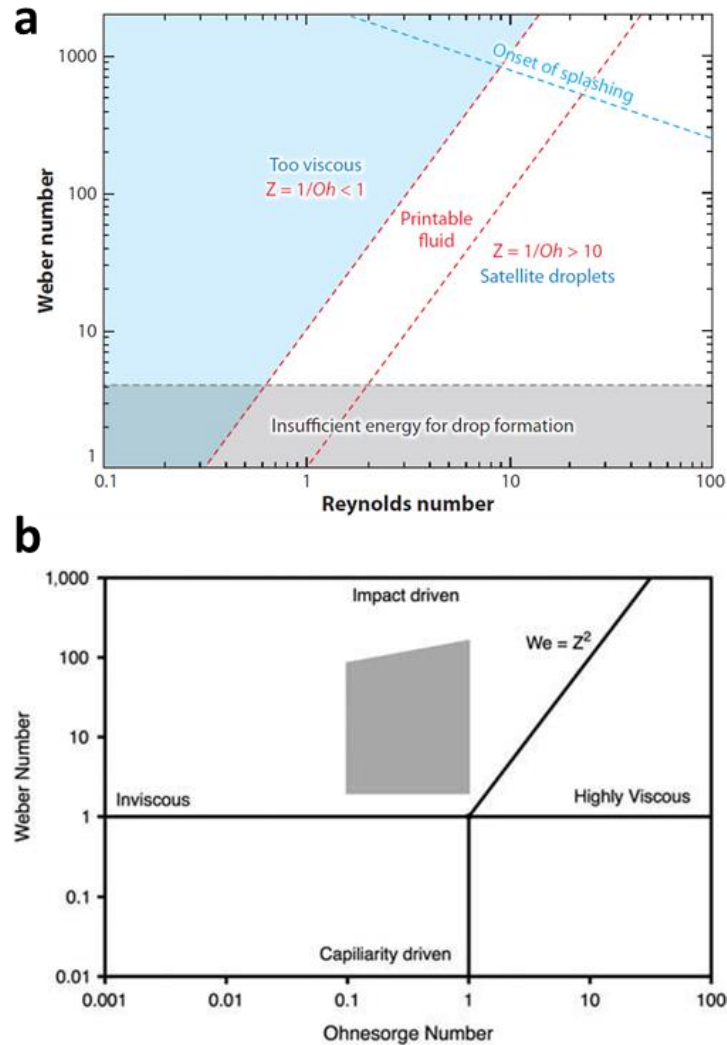 a
1000
100
10
1
Weber number
Onset of splashing
Too viscous
Z = 1/Oh < 1
Printable
fluid
Z = 1/Oh > 10
Satellite droplets
Insufficient energy for drop formation
0.1
1
10
100
Reynolds number
b
1,000
100
10
1
0.1
0.01
Weber Number
Impact driven
We = Z²
Inviscous
Highly Viscous
Capiliarity driven
0.001
0.01
0.1
1
10
100
Ohnesorge Number